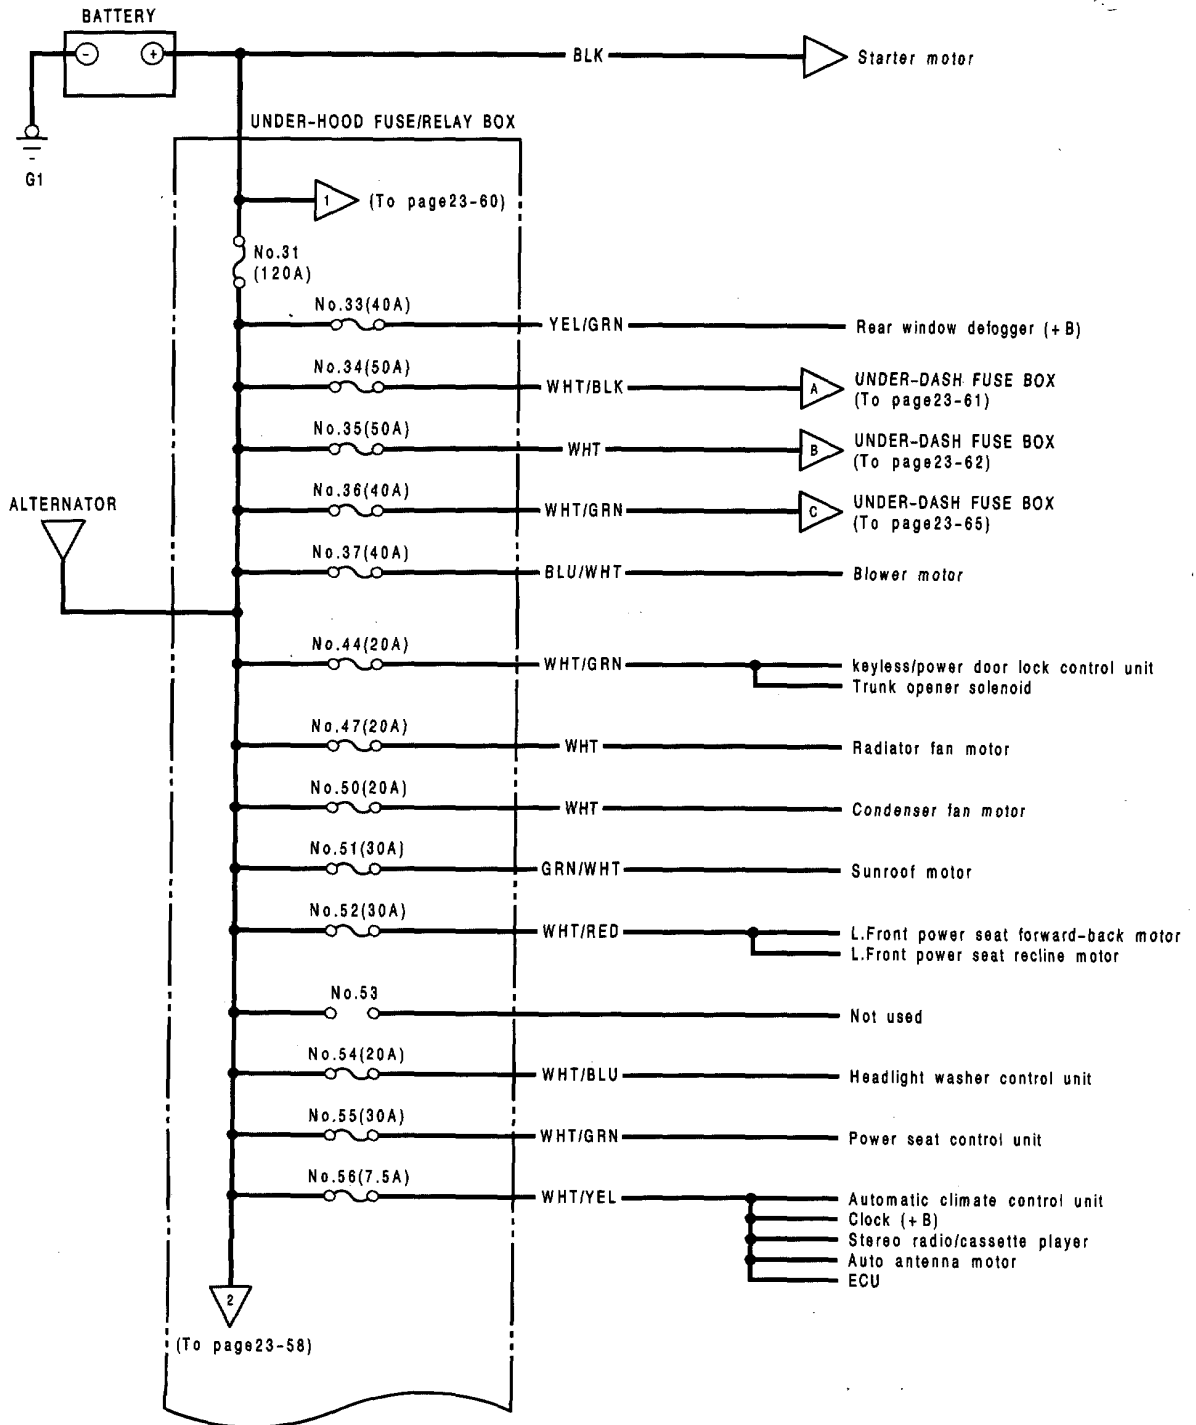 BATTERY
- +
BLK
Starter motor
UNDER-HOOD FUSE/RELAY BOX
G1
1 (To page23-60)
No.31
(120A)
No.33(40A)
YEL/GRN
Rear window defogger (+B)
No.34(50A)
WHT/BLK
A
UNDER-DASH FUSE BOX
(To page23-61)
No.35(50A)
WHT
B
UNDER-DASH FUSE BOX
(To page23-62)
No.36(40A)
WHT/GRN
C
UNDER-DASH FUSE BOX
(To page23-65)
ALTERNATOR
No.37(40A)
BLU/WHT
Blower motor
No.44(20A)
WHT/GRN
keyless/power door lock control unit
Trunk opener solenoid
No.47(20A)
WHT
Radiator fan motor
No.50(20A)
WHT
Condenser fan motor
No.51(30A)
GRN/WHT
Sunroof motor
No.52(30A)
WHT/RED
L.Front power seat forward-back motor
L.Front power seat recline motor
No.53
Not used
No.54(20A)
WHT/BLU
Headlight washer control unit
No.55(30A)
WHT/GRN
Power seat control unit
No.56(7.5A)
WHT/YEL
Automatic climate control unit
Clock (+B)
Stereo radio/cassette player
Auto antenna motor
ECU
2
(To page23-58)